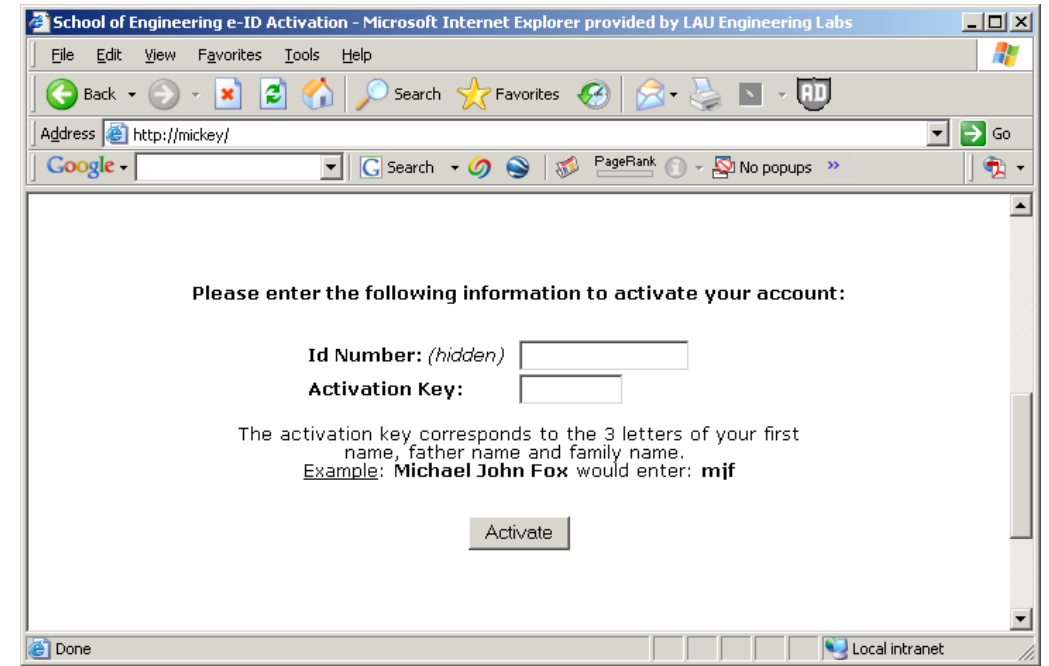 School of Engineering e-ID Activation - Microsoft Internet Explorer provided by LAU Engineering Labs
File Edit View Favorites Tools Help
Back Search Favorites AD
Address http://mickey/ Go
Google Search PageRank No popups »
Please enter the following information to activate your account:
Id Number: (hidden)
Activation Key:
The activation key corresponds to the 3 letters of your first
name, father name and family name.
Example: Michael John Fox would enter: mjf
Activate
Done Local intranet